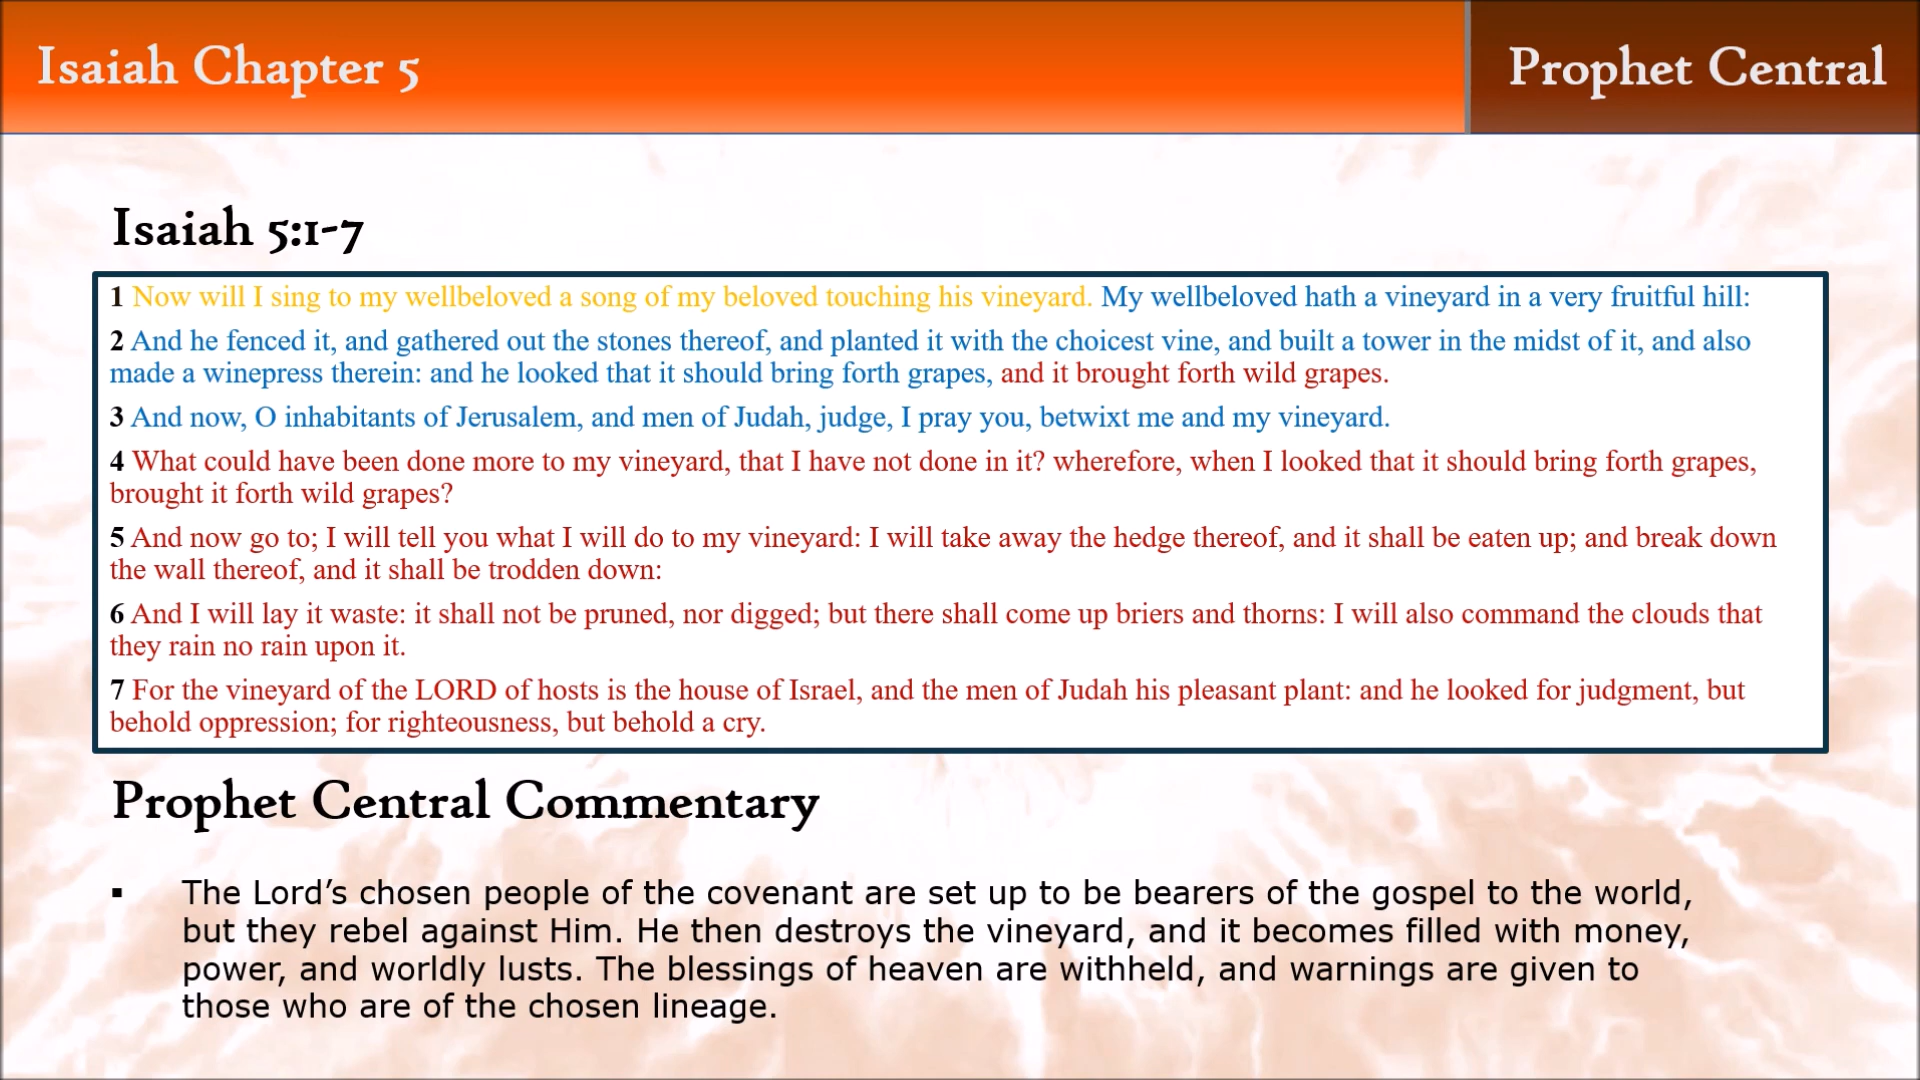 Isaiah Chapter 5
Prophet Central
Isaiah 5:1-7
1 Now will I sing to my wellbeloved a song of my beloved touching his vineyard. My wellbeloved hath a vineyard in a very fruitful hill:
2 And he fenced it, and gathered out the stones thereof, and planted it with the choicest vine, and built a tower in the midst of it, and also
made a winepress therein: and he looked that it should bring forth grapes, and it brought forth wild grapes.
3 And now, O inhabitants of Jerusalem, and men of Judah, judge, I pray you, betwixt me and my vineyard.
4 What could have been done more to my vineyard, that I have not done in it? wherefore, when I looked that it should bring forth grapes,
brought it forth wild grapes?
5 And now go to; I will tell you what I will do to my vineyard: I will take away the hedge thereof, and it shall be eaten up; and break down
the wall thereof, and it shall be trodden down:
6 And I will lay it waste: it shall not be pruned, nor digged; but there shall come up briers and thorns: I will also command the clouds that
they rain no rain upon it.
7 For the vineyard of the LORD of hosts is the house of Israel, and the men of Judah his pleasant plant: and he looked for judgment, but
behold oppression; for righteousness, but behold a cry.
Prophet Central Commentary
▪ The Lord’s chosen people of the covenant are set up to be bearers of the gospel to the world,
but they rebel against Him. He then destroys the vineyard, and it becomes filled with money,
power, and worldly lusts. The blessings of heaven are withheld, and warnings are given to
those who are of the chosen lineage.